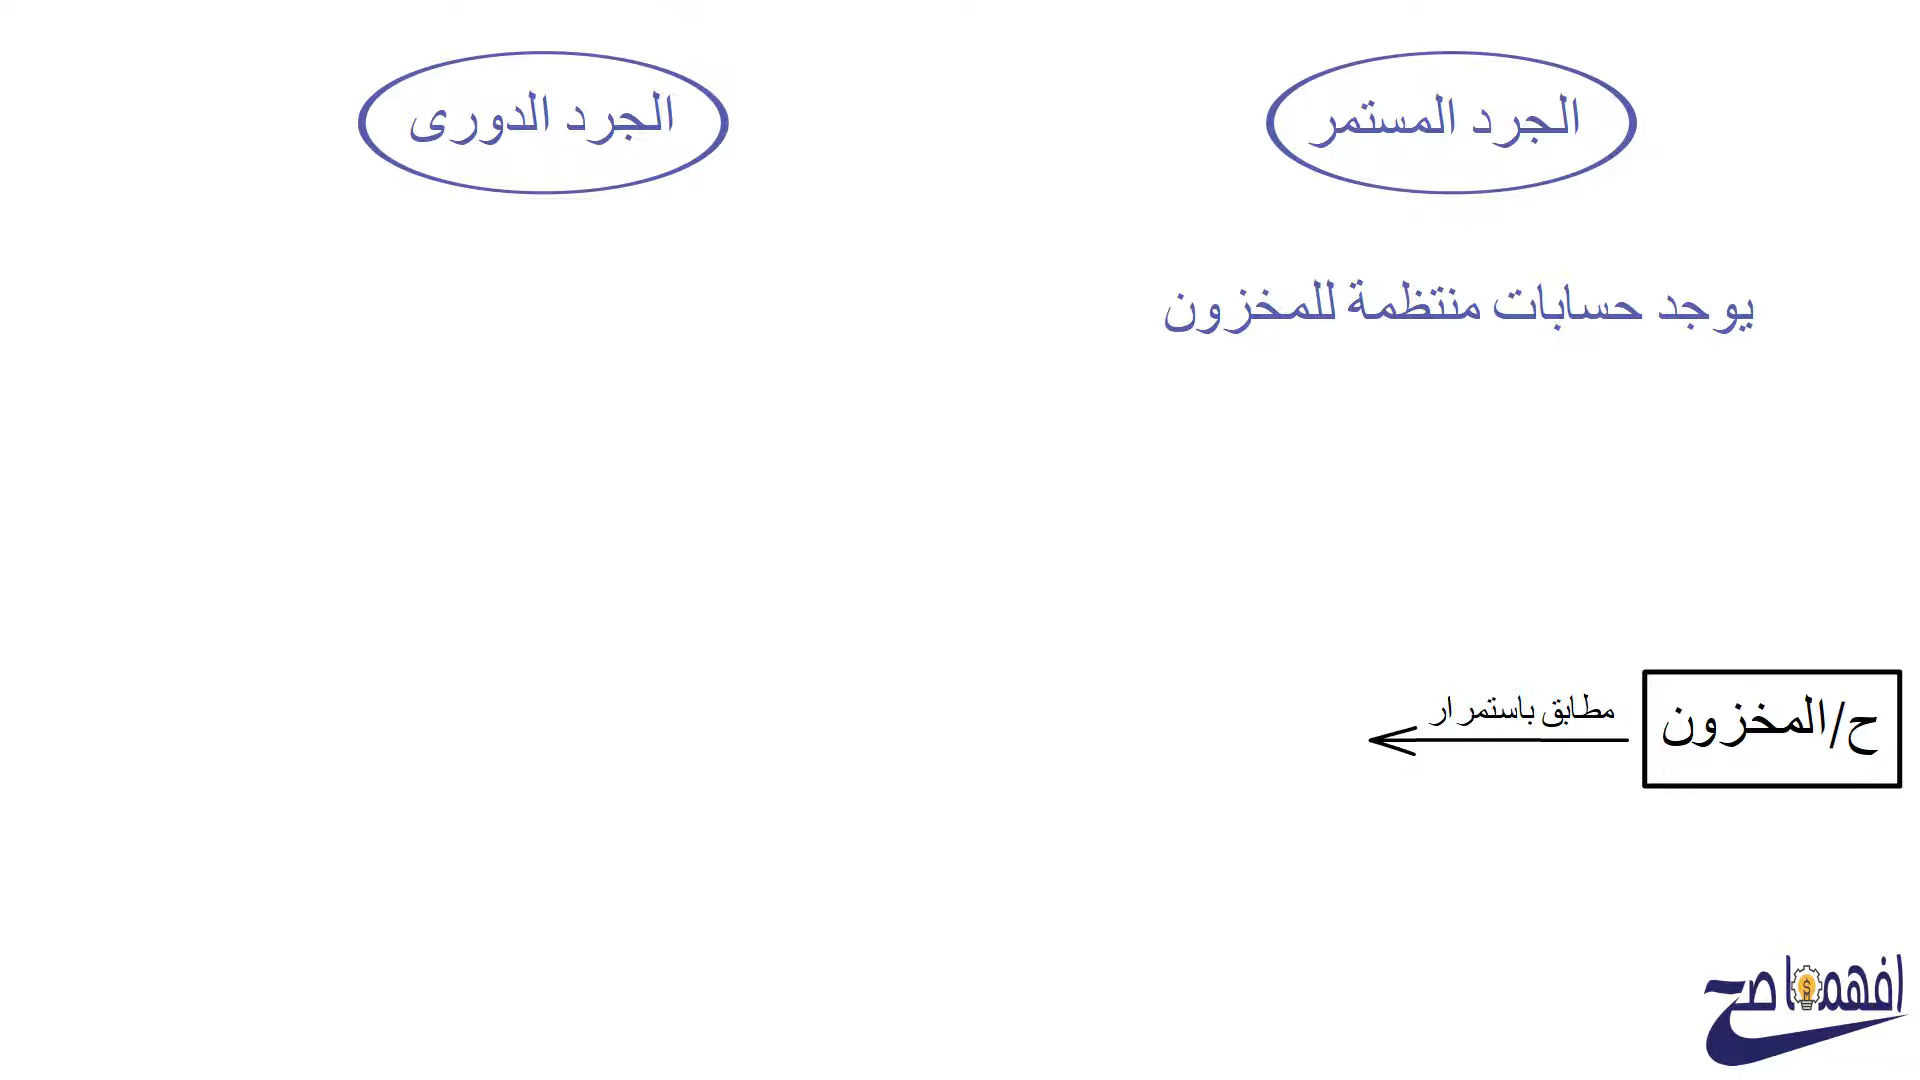 الجرد المستمر
الجرد الدورى
يوجد حسابات منتظمة للمخزون
ح/المخزون
مطابق باستمرار
افهمها صح